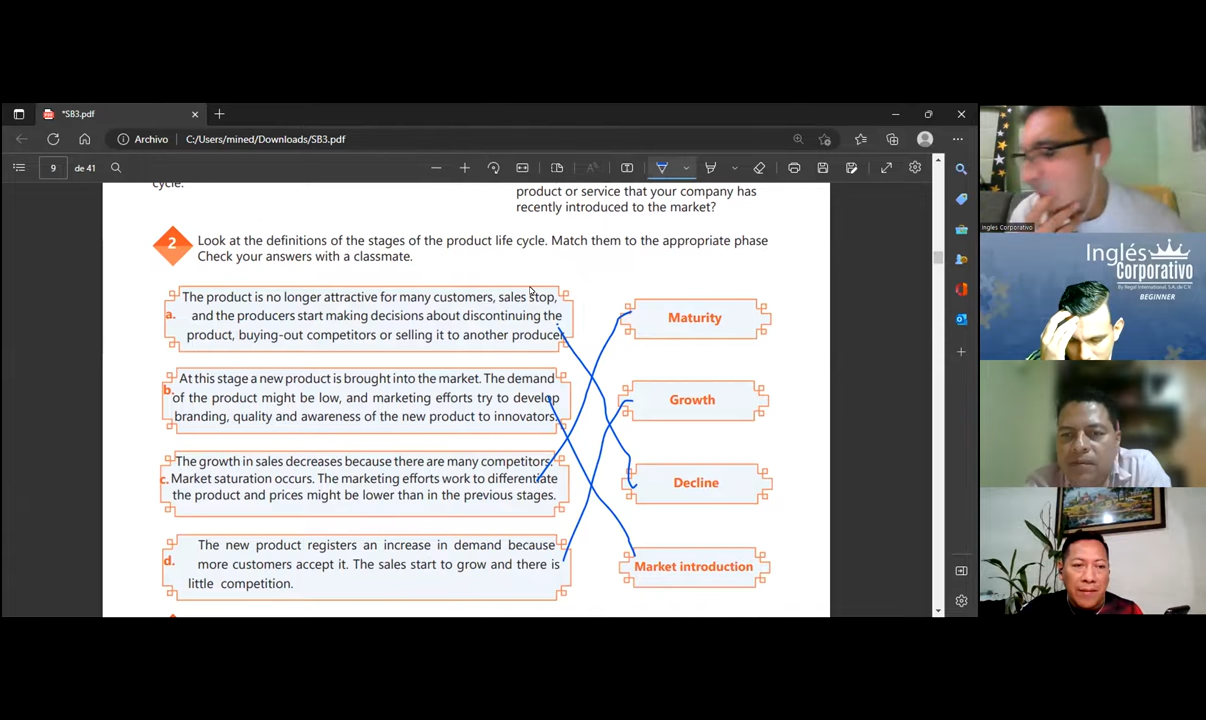 *SB3.pdf
Archivo
C:/Users/mined/Downloads/SB3.pdf
9
de 41
cycle.
product or service that your company has
recently introduced to the market?
2
Look at the definitions of the stages of the product life cycle. Match them to the appropriate phase
Check your answers with a classmate.
a.
The product is no longer attractive for many customers, sales stop,
and the producers start making decisions about discontinuing the
product, buying-out competitors or selling it to another producer
Maturity
b.
At this stage a new product is brought into the market. The demand
of the product might be low, and marketing efforts try to develop
branding, quality and awareness of the new product to innovators.
Growth
c.
The growth in sales decreases because there are many competitors.
Market saturation occurs. The marketing efforts work to differentiate
the product and prices might be lower than in the previous stages.
Decline
d.
The new product registers an increase in demand because
more customers accept it. The sales start to grow and there is
little competition.
Market introduction
Ingles Corporativo
Inglés
Corporativo
By Regal International, S.A. de C.V.
BEGINNER